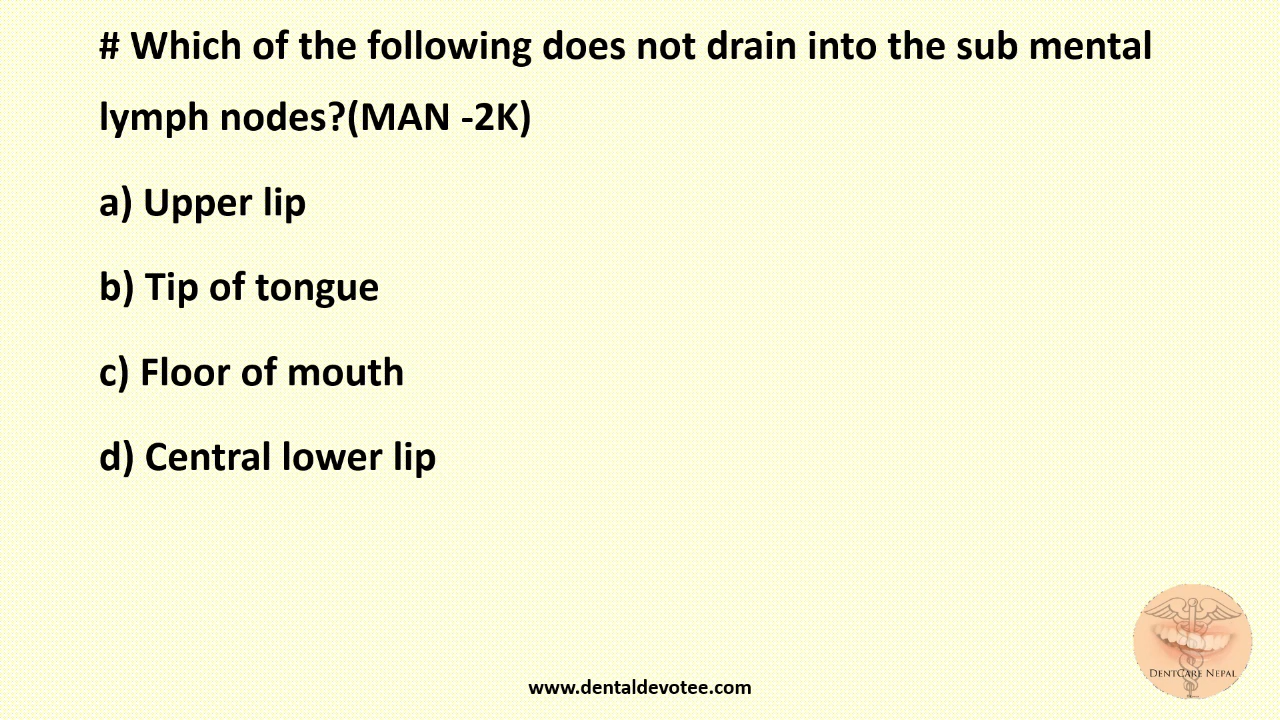 # Which of the following does not drain into the sub mental
lymph nodes?(MAN -2K)
a) Upper lip
b) Tip of tongue
c) Floor of mouth
d) Central lower lip
DENTCARE NEPAL
www.dentaldevotee.com